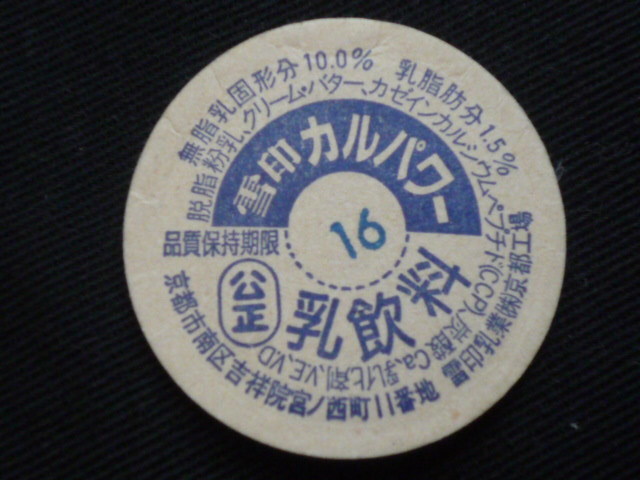 無脂乳固形分10.0% 乳脂肪分1.5%
脱脂粉乳、クリーム・バター、カゼインカルシウムペプチド(CCP)、炭酸Ca、乳化剤、V.E、V.D
雪印カルパワー
品質保持期限
16
公正
乳飲料
雪印乳業㈱京都工場
京都市南区吉祥院宮ノ西町11番地